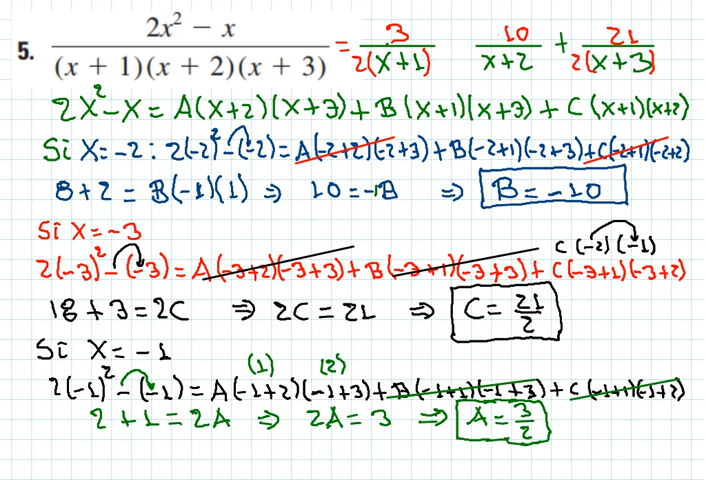 5. (2x² − x) / ((x + 1)(x + 2)(x + 3)) = 3 / (2(x+1))   10 / (x+2) + 21 / (2(x+3))
2x²-x = A(x+2)(x+3) + B(x+1)(x+3) + C(x+1)(x+2)
Si x=-2 : 2(-2)²-(-2) = A(-2+2)(-2+3) + B(-2+1)(-2+3) + C(-2+1)(-2+2)
8 + 2 = B(-1)(1) ⇒ 10 = -1B ⇒ B = -10
Si x = -3
C (-2) (-1)
2(-3)² - (-3) = A(-3+2)(-3+3) + B(-3+1)(-3+3) + C(-3+1)(-3+2)
18 + 3 = 2C ⇒ 2C = 21 ⇒ C = 21/2
Si x = -1
(1) (2)
2(-1)² - (-1) = A(-1+2)(-1+3) + B(-1+1)(-1+3) + C(-1+1)(-1+2)
2 + 1 = 2A ⇒ 2A = 3 ⇒ A = 3/2